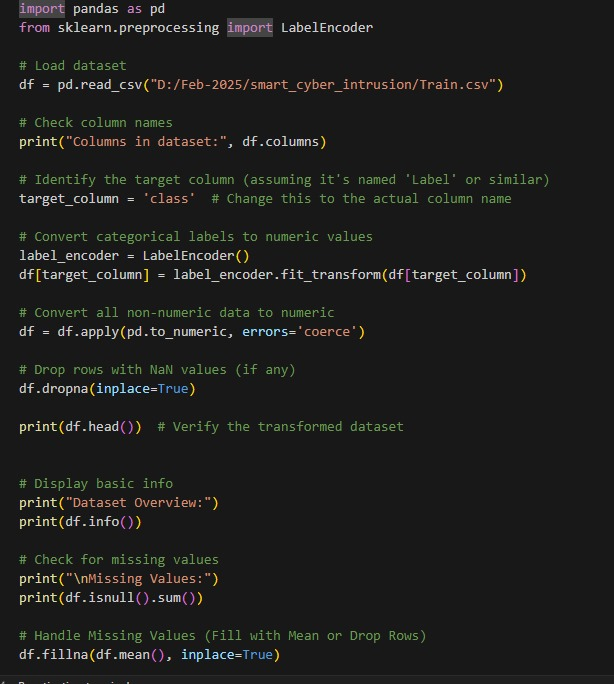 import pandas as pd
from sklearn.preprocessing import LabelEncoder
# Load dataset
df = pd.read_csv("D:/Feb-2025/smart_cyber_intrusion/Train.csv")
# Check column names
print("Columns in dataset:", df.columns)
# Identify the target column (assuming it's named 'Label' or similar)
target_column = 'class'  # Change this to the actual column name
# Convert categorical labels to numeric values
label_encoder = LabelEncoder()
df[target_column] = label_encoder.fit_transform(df[target_column])
# Convert all non-numeric data to numeric
df = df.apply(pd.to_numeric, errors='coerce')
# Drop rows with NaN values (if any)
df.dropna(inplace=True)
print(df.head())  # Verify the transformed dataset
# Display basic info
print("Dataset Overview:")
print(df.info())
# Check for missing values
print("\nMissing Values:")
print(df.isnull().sum())
# Handle Missing Values (Fill with Mean or Drop Rows)
df.fillna(df.mean(), inplace=True)